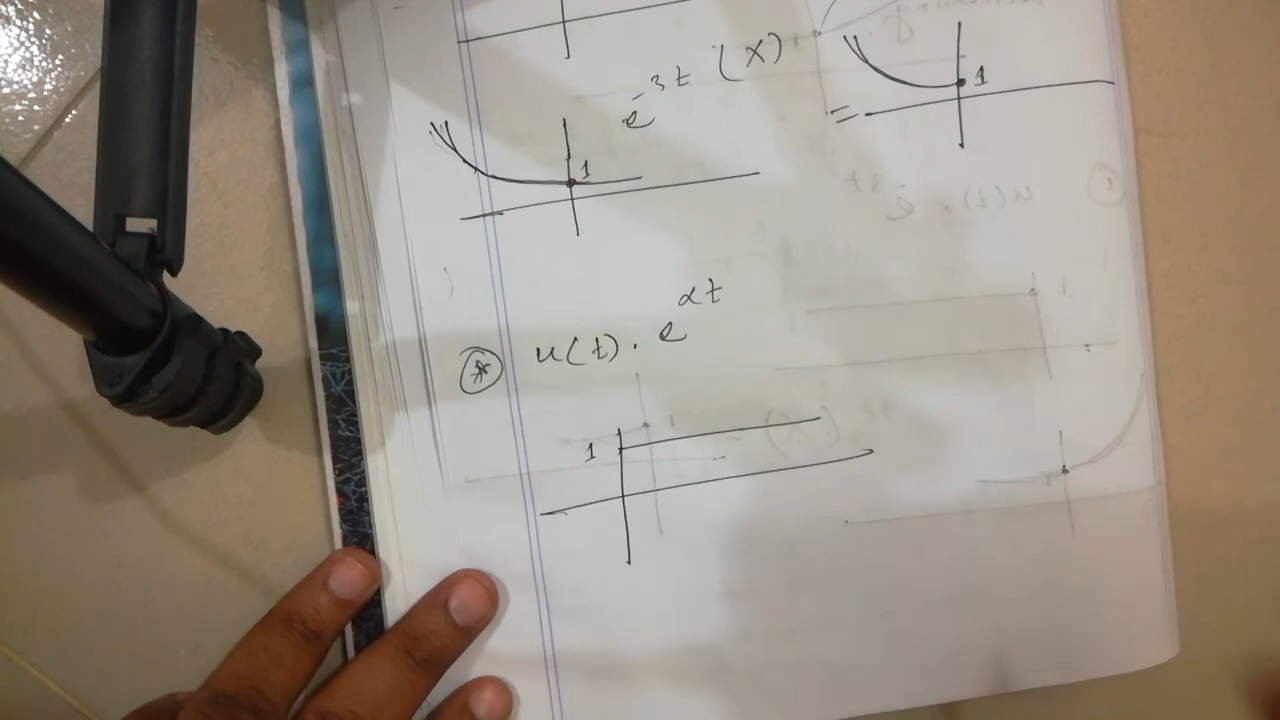 e^{-3t} (X)
= 1
1
⊛ u(t) . e^{αt}
1